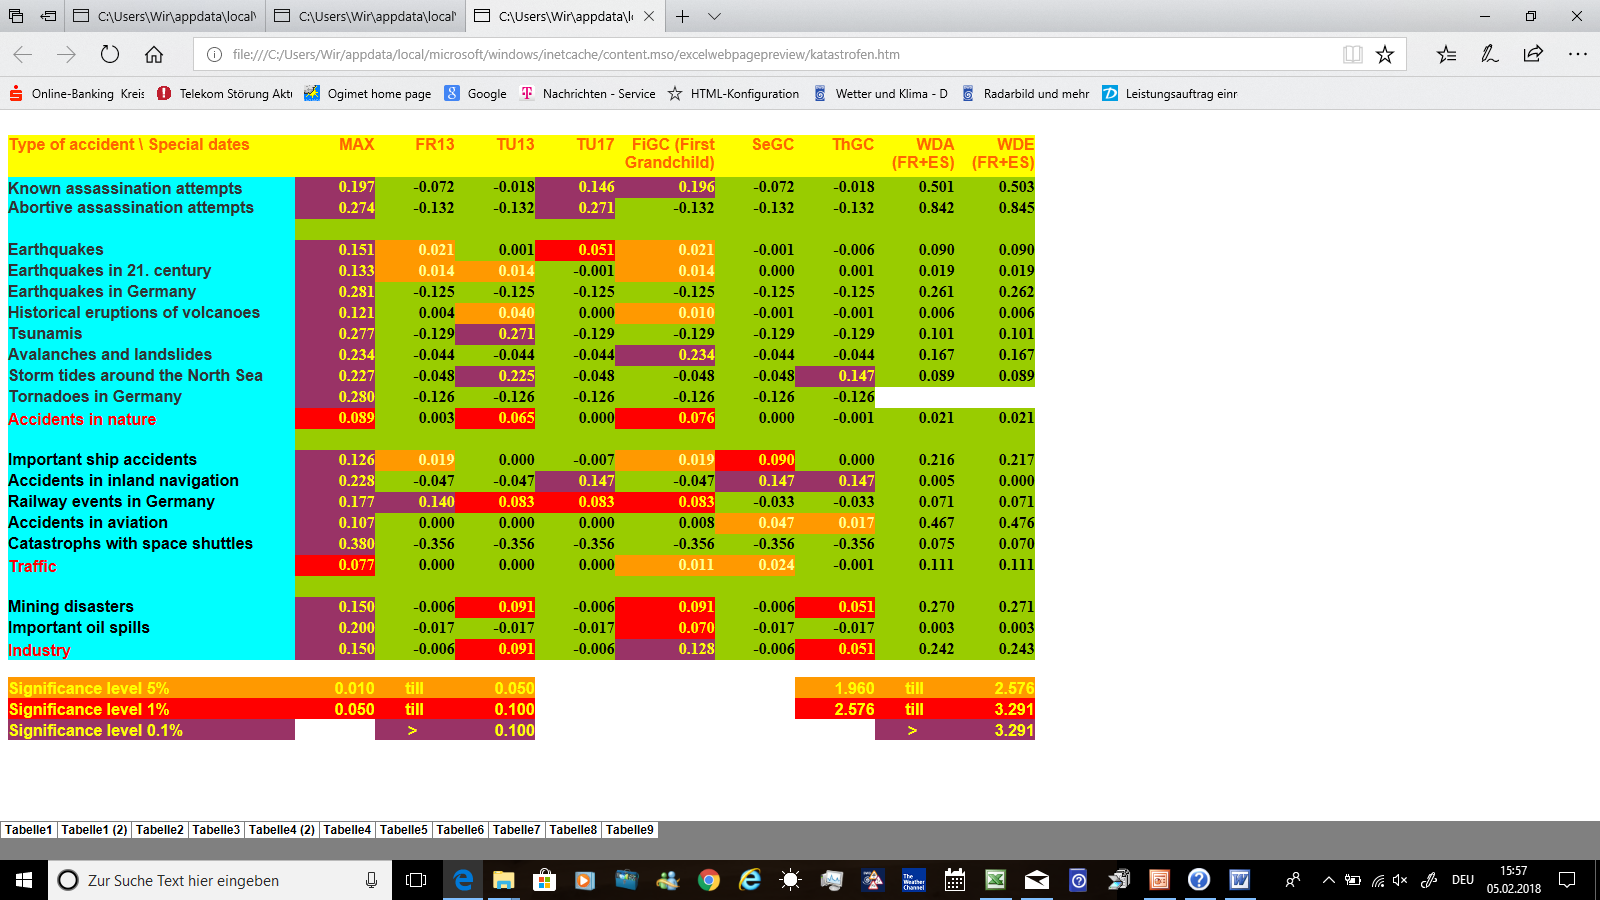 C:\Users\Wir\appdata\local\ C:\Users\Wir\appdata\local\ C:\Users\Wir\appdata\l
file:///C:/Users/Wir/appdata/local/microsoft/windows/inetcache/content.mso/excelwebpagepreview/katastrofen.htm
Online-Banking Kreis Telekom Störung Aktu Ogimet home page Google Nachrichten - Service HTML-Konfiguration Wetter und Klima - D Radarbild und mehr Leistungsauftrag einr
Type of accident \ Special dates MAX FR13 TU13 TU17 FiGC (First SeGC ThGC WDA WDE
Grandchild) (FR+ES) (FR+ES)
Known assassination attempts 0.197 -0.072 -0.018 0.146 0.196 -0.072 -0.018 0.501 0.503
Abortive assassination attempts 0.274 -0.132 -0.132 0.271 -0.132 -0.132 -0.132 0.842 0.845
Earthquakes 0.151 0.021 0.001 0.051 0.021 -0.001 -0.006 0.090 0.090
Earthquakes in 21. century 0.133 0.014 0.014 -0.001 0.014 0.000 0.001 0.019 0.019
Earthquakes in Germany 0.281 -0.125 -0.125 -0.125 -0.125 -0.125 -0.125 0.261 0.262
Historical eruptions of volcanoes 0.121 0.004 0.040 0.000 0.010 -0.001 -0.001 0.006 0.006
Tsunamis 0.277 -0.129 0.271 -0.129 -0.129 -0.129 -0.129 0.101 0.101
Avalanches and landslides 0.234 -0.044 -0.044 -0.044 0.234 -0.044 -0.044 0.167 0.167
Storm tides around the North Sea 0.227 -0.048 0.225 -0.048 -0.048 -0.048 0.147 0.089 0.089
Tornadoes in Germany 0.280 -0.126 -0.126 -0.126 -0.126 -0.126 -0.126
Accidents in nature 0.089 0.003 0.065 0.000 0.076 0.000 -0.001 0.021 0.021
Important ship accidents 0.126 0.019 0.000 -0.007 0.019 0.090 0.000 0.216 0.217
Accidents in inland navigation 0.228 -0.047 -0.047 0.147 -0.047 0.147 0.147 0.005 0.000
Railway events in Germany 0.177 0.140 0.083 0.083 0.083 -0.033 -0.033 0.071 0.071
Accidents in aviation 0.107 0.000 0.000 0.000 0.008 0.047 0.017 0.467 0.476
Catastrophs with space shuttles 0.380 -0.356 -0.356 -0.356 -0.356 -0.356 -0.356 0.075 0.070
Traffic 0.077 0.000 0.000 0.000 0.011 0.024 -0.001 0.111 0.111
Mining disasters 0.150 -0.006 0.091 -0.006 0.091 -0.006 0.051 0.270 0.271
Important oil spills 0.200 -0.017 -0.017 -0.017 0.070 -0.017 -0.017 0.003 0.003
Industry 0.150 -0.006 0.091 -0.006 0.128 -0.006 0.051 0.242 0.243
Significance level 5% 0.010 till 0.050 1.960 till 2.576
Significance level 1% 0.050 till 0.100 2.576 till 3.291
Significance level 0.1% > 0.100 > 3.291
Tabelle1 Tabelle1 (2) Tabelle2 Tabelle3 Tabelle4 (2) Tabelle4 Tabelle5 Tabelle6 Tabelle7 Tabelle8 Tabelle9
Zur Suche Text hier eingeben The Weather Channel DEU 15:57
05.02.2018